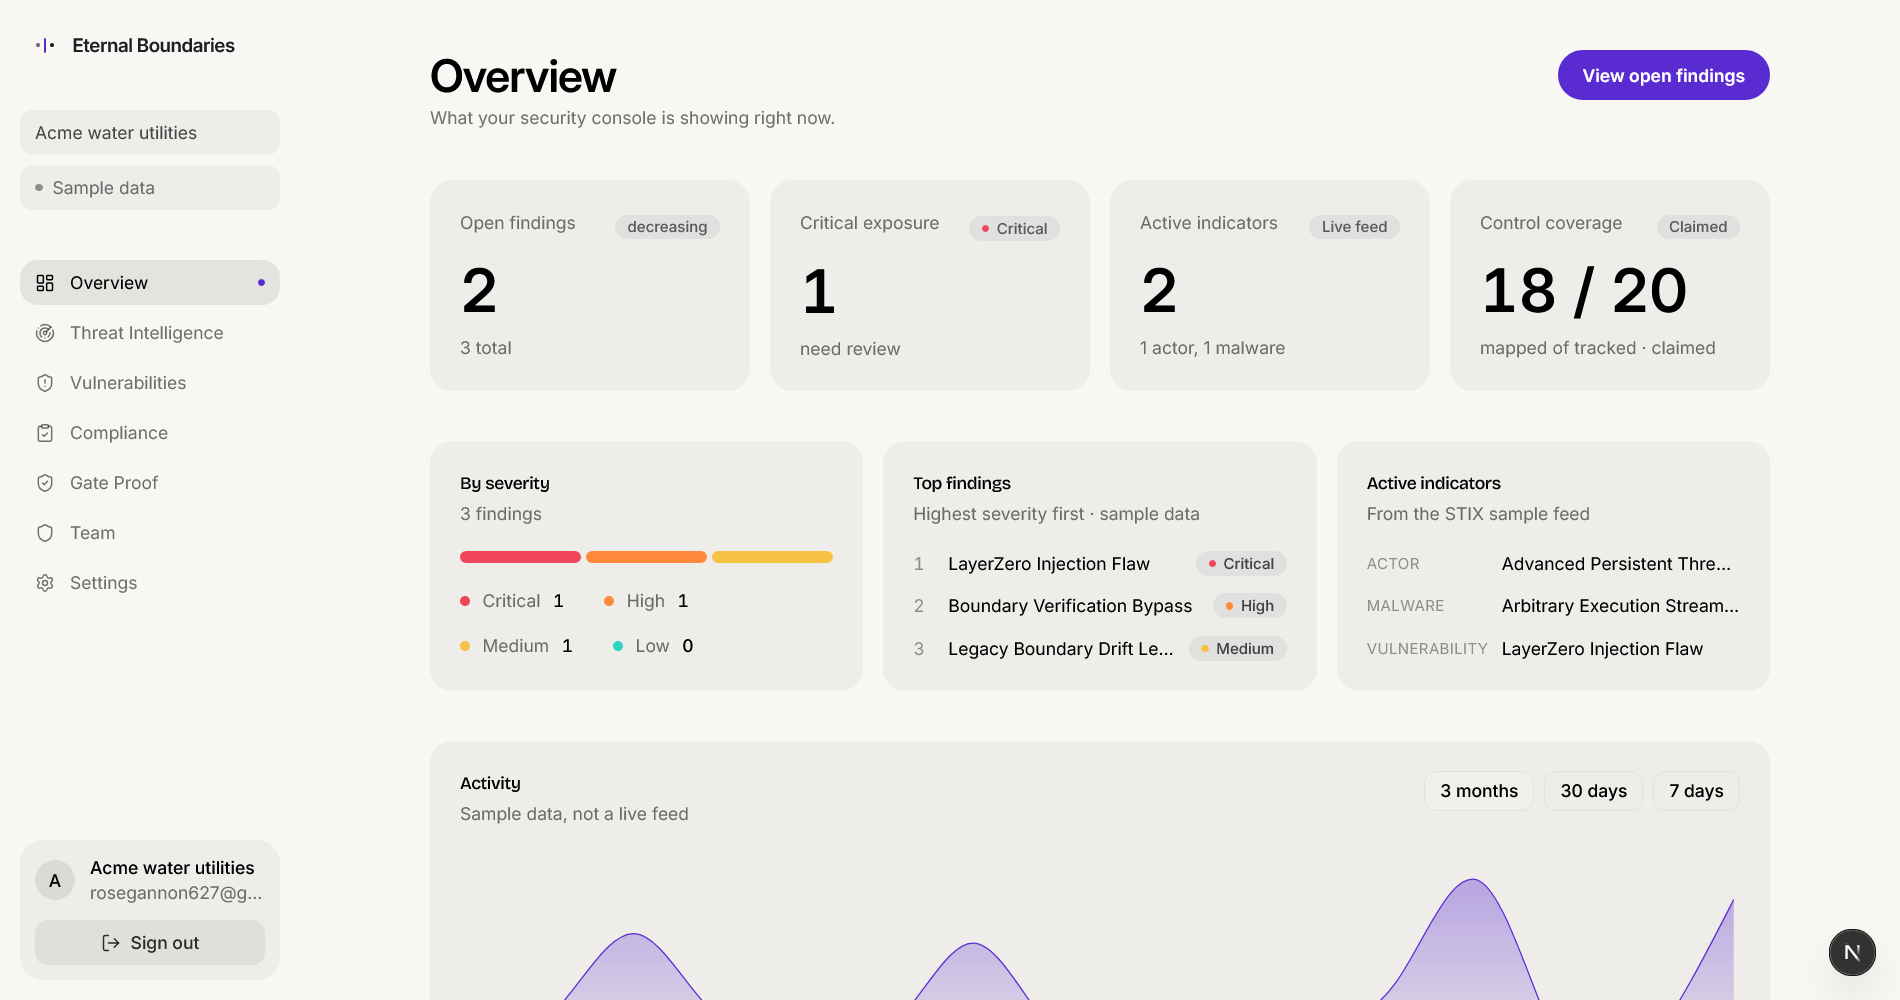 Eternal Boundaries
Acme water utilities
Sample data
Overview
Threat Intelligence
Vulnerabilities
Compliance
Gate Proof
Team
Settings
Acme water utilities
rosegannon627@g...
Sign out
Overview
What your security console is showing right now.
View open findings
Open findings
decreasing
2
3 total
Critical exposure
Critical
1
need review
Active indicators
Live feed
2
1 actor, 1 malware
Control coverage
Claimed
18 / 20
mapped of tracked · claimed
By severity
3 findings
Critical 1
High 1
Medium 1
Low 0
Top findings
Highest severity first · sample data
1 LayerZero Injection Flaw Critical
2 Boundary Verification Bypass High
3 Legacy Boundary Drift Le... Medium
Active indicators
From the STIX sample feed
ACTOR Advanced Persistent Thre...
MALWARE Arbitrary Execution Stream...
VULNERABILITY LayerZero Injection Flaw
Activity
Sample data, not a live feed
3 months
30 days
7 days
A
N